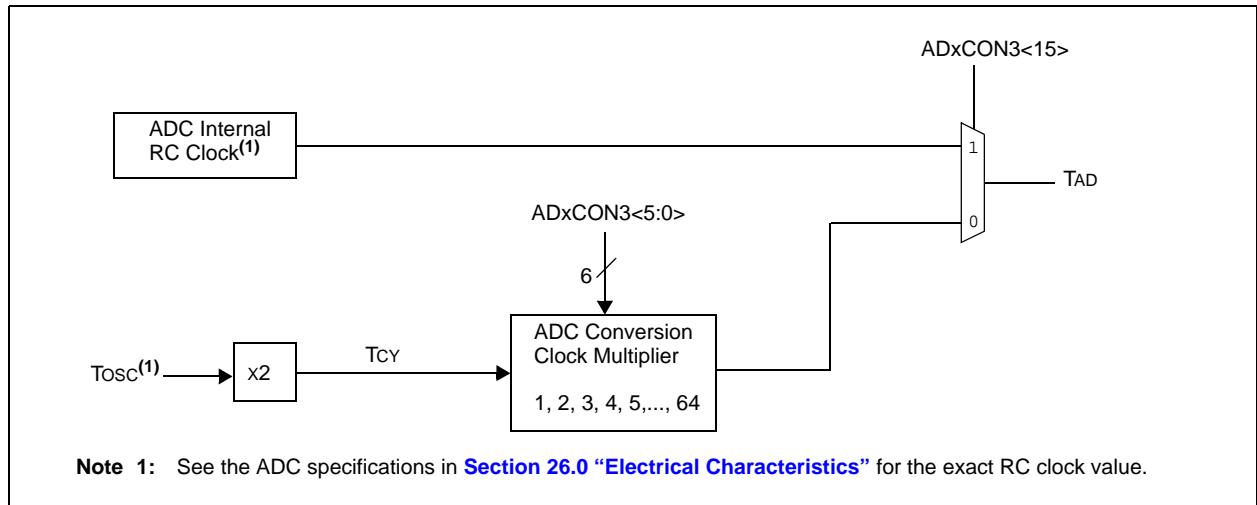 ADxCON3<15>
ADC Internal
RC Clock(1)
1
TAD
0
ADxCON3<5:0>
6
ADC Conversion
Clock Multiplier
1, 2, 3, 4, 5,..., 64
TOSC(1)
X2
TCY
Note 1: See the ADC specifications in Section 26.0 “Electrical Characteristics” for the exact RC clock value.